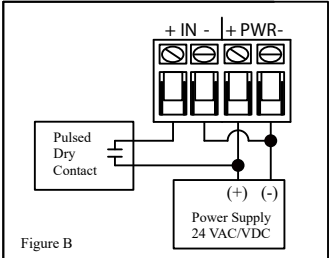 + IN - + PWR-
Pulsed
Dry
Contact
(+) (-)
Power Supply
24 VAC/VDC
Figure B